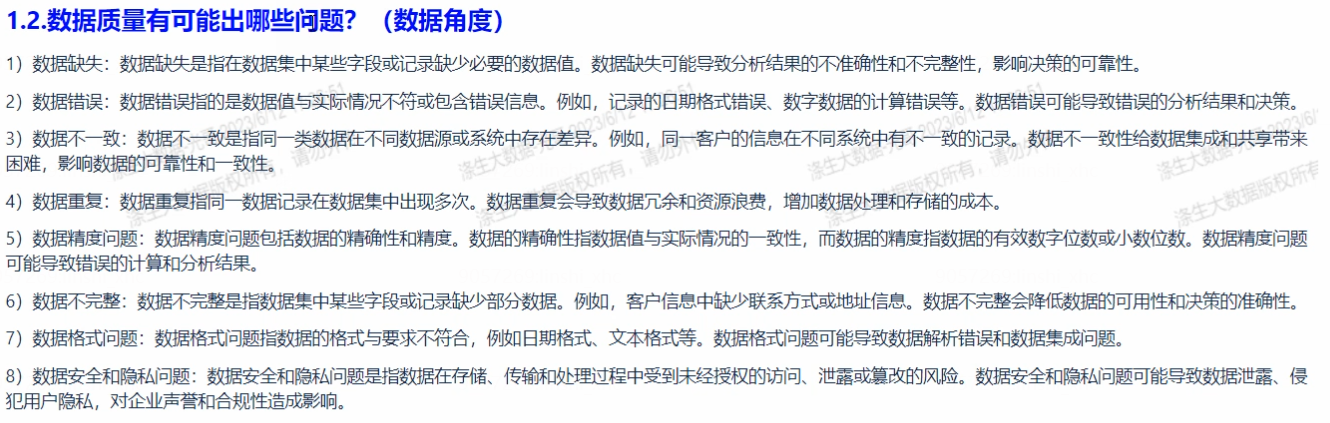 1.2.数据质量有可能出哪些问题？（数据角度）
1）数据缺失：数据缺失是指在数据集中某些字段或记录缺少必要的数据值。数据缺失可能导致分析结果的不准确性和不完整性，影响决策的可靠性。
2）数据错误：数据错误指的是数据值与实际情况不符或包含错误信息。例如，记录的日期格式错误、数字数据的计算错误等。数据错误可能导致错误的分析结果和决策。
3）数据不一致：数据不一致是指同一类数据在不同数据源或系统中存在差异。例如，同一客户的信息在不同系统中有不一致的记录。数据不一致性给数据集成和共享带来
困难，影响数据的可靠性和一致性。
4）数据重复：数据重复指同一数据记录在数据集中出现多次。数据重复会导致数据冗余和资源浪费，增加数据处理和存储的成本。
5）数据精度问题：数据精度问题包括数据的精确性和精度。数据的精确性指数据值与实际情况的一致性，而数据的精度指数据的有效数字位数或小数位数。数据精度问题
可能导致错误的计算和分析结果。
6）数据不完整：数据不完整是指数据集中某些字段或记录缺少部分数据。例如，客户信息中缺少联系方式或地址信息。数据不完整会降低数据的可用性和决策的准确性。
7）数据格式问题：数据格式问题指数据的格式与要求不符合，例如日期格式、文本格式等。数据格式问题可能导致数据解析错误和数据集成问题。
8）数据安全和隐私问题：数据安全和隐私问题是指数据在存储、传输和处理过程中受到未经授权的访问、泄露或篡改的风险。数据安全和隐私问题可能导致数据泄露、侵
犯用户隐私，对企业声誉和合规性造成影响。